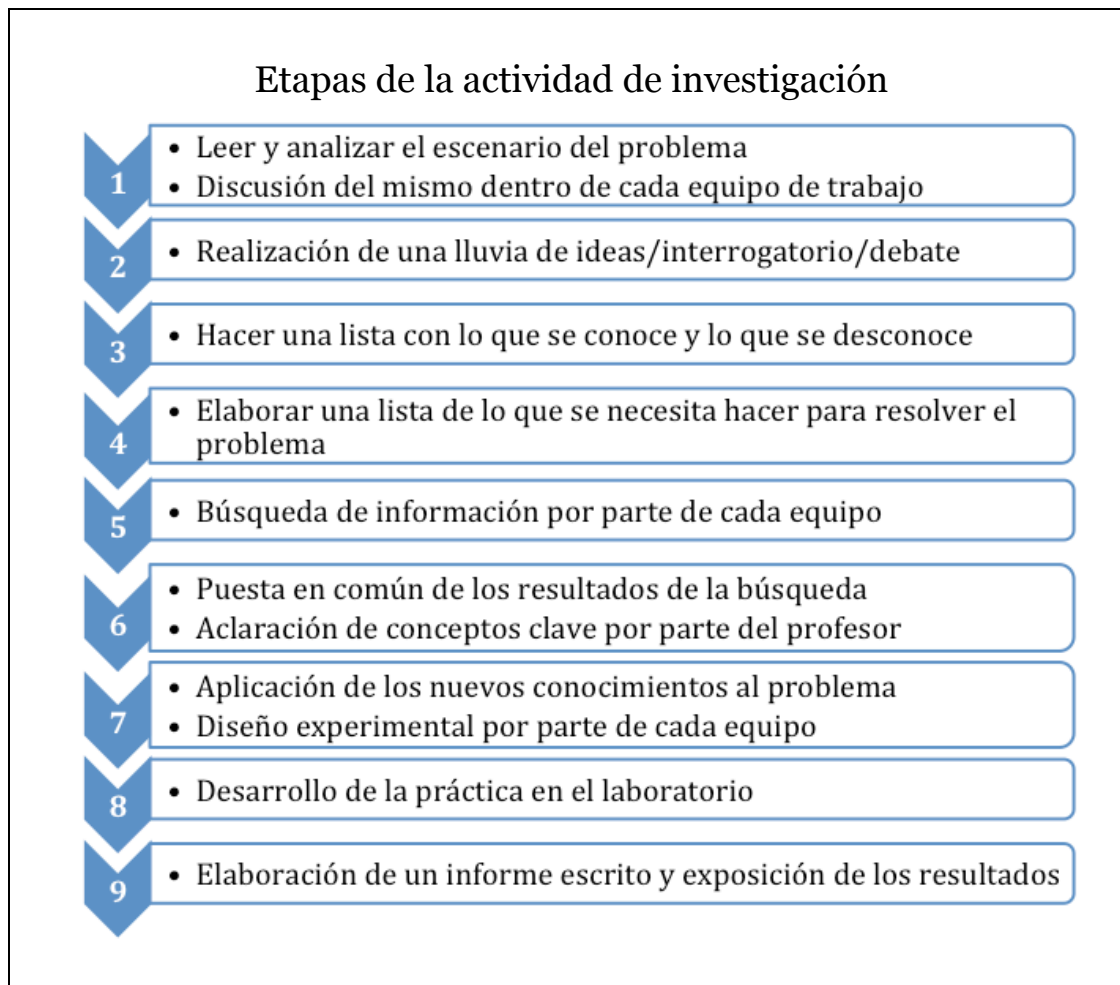 Etapas de la actividad de investigación
1
• Leer y analizar el escenario del problema
• Discusión del mismo dentro de cada equipo de trabajo
2
• Realización de una lluvia de ideas/interrogatorio/debate
3
• Hacer una lista con lo que se conoce y lo que se desconoce
4
• Elaborar una lista de lo que se necesita hacer para resolver el
problema
5
• Búsqueda de información por parte de cada equipo
6
• Puesta en común de los resultados de la búsqueda
• Aclaración de conceptos clave por parte del profesor
7
• Aplicación de los nuevos conocimientos al problema
• Diseño experimental por parte de cada equipo
8
• Desarrollo de la práctica en el laboratorio
9
• Elaboración de un informe escrito y exposición de los resultados